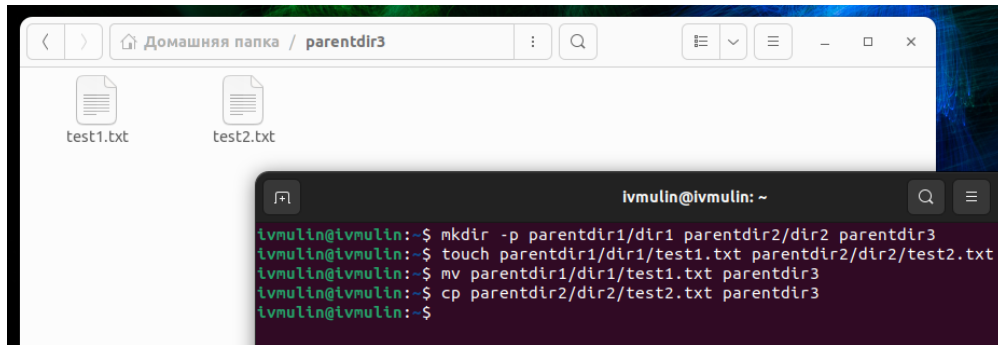 Домашняя папка / parentdir3
test1.txt
test2.txt
ivmulin@ivmulin: ~
ivmulin@ivmulin:~$ mkdir -p parentdir1/dir1 parentdir2/dir2 parentdir3
ivmulin@ivmulin:~$ touch parentdir1/dir1/test1.txt parentdir2/dir2/test2.txt
ivmulin@ivmulin:~$ mv parentdir1/dir1/test1.txt parentdir3
ivmulin@ivmulin:~$ cp parentdir2/dir2/test2.txt parentdir3
ivmulin@ivmulin:~$